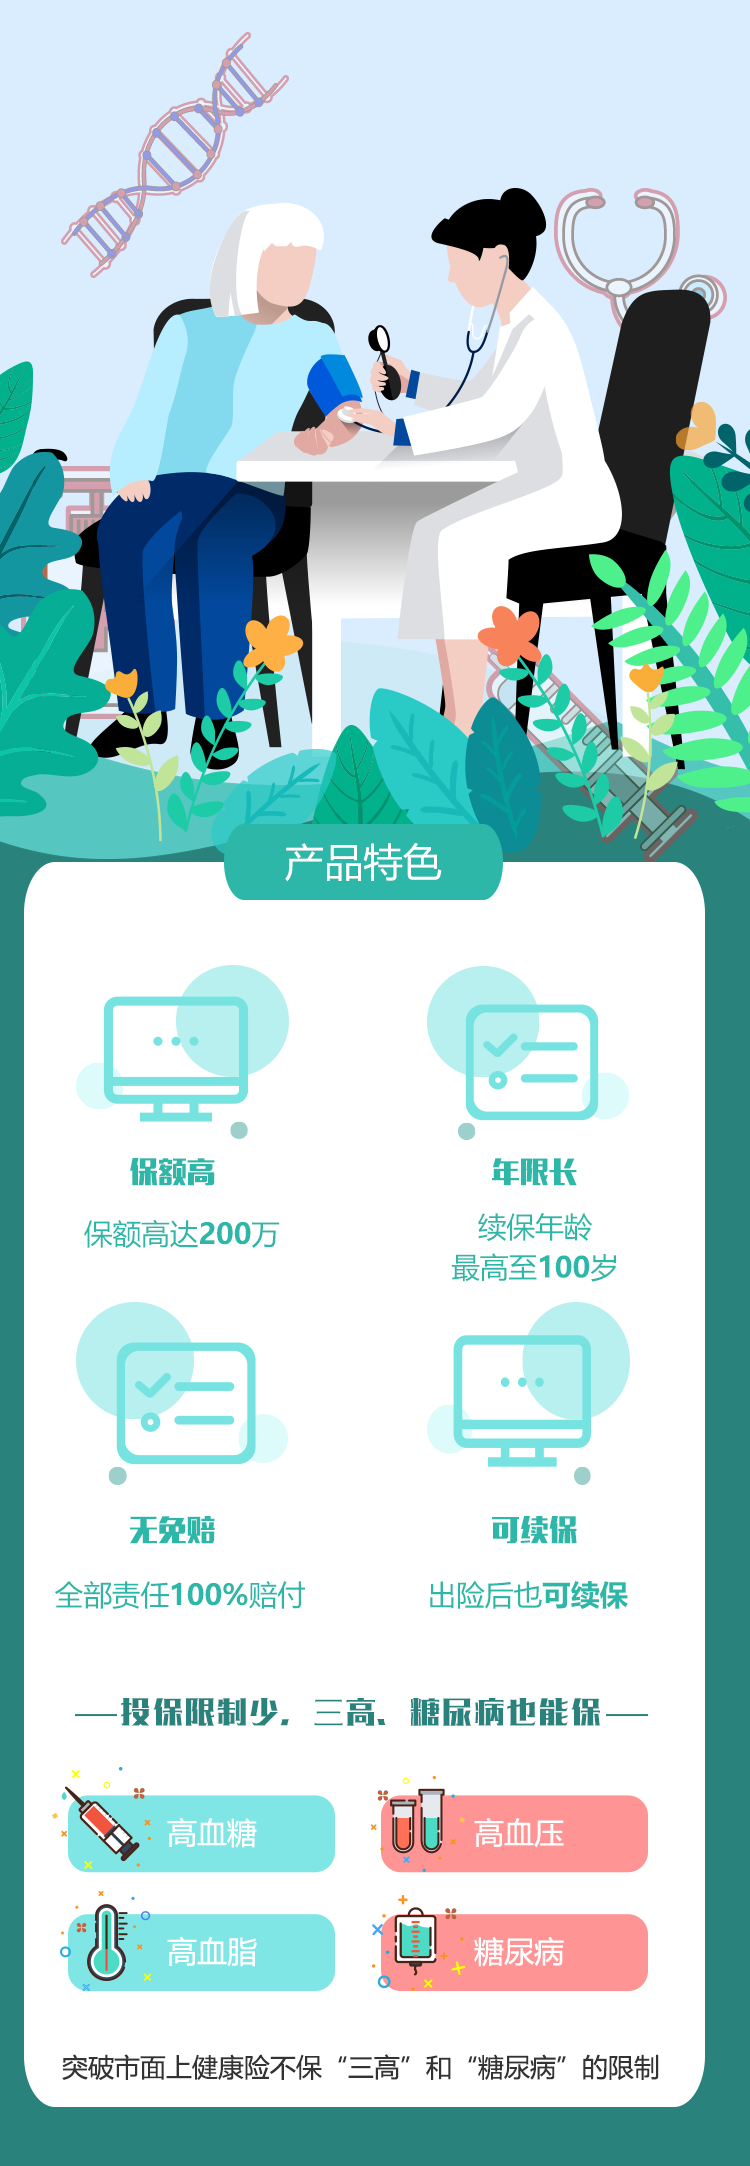 产品特色
保额高
保额高达200万
年限长
续保年龄
最高至100岁
无免赔
全部责任100%赔付
可续保
出险后也可续保
投保限制少，三高、糖尿病也能保
高血糖
高血压
高血脂
糖尿病
突破市面上健康险不保“三高”和“糖尿病”的限制